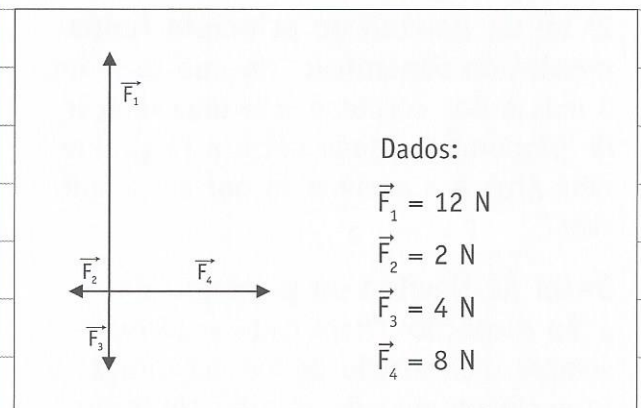 F₁
Dados:
F₁ = 12 N
F₂ = 2 N
F₃ = 4 N
F₄ = 8 N
F₂
F₄
F₃